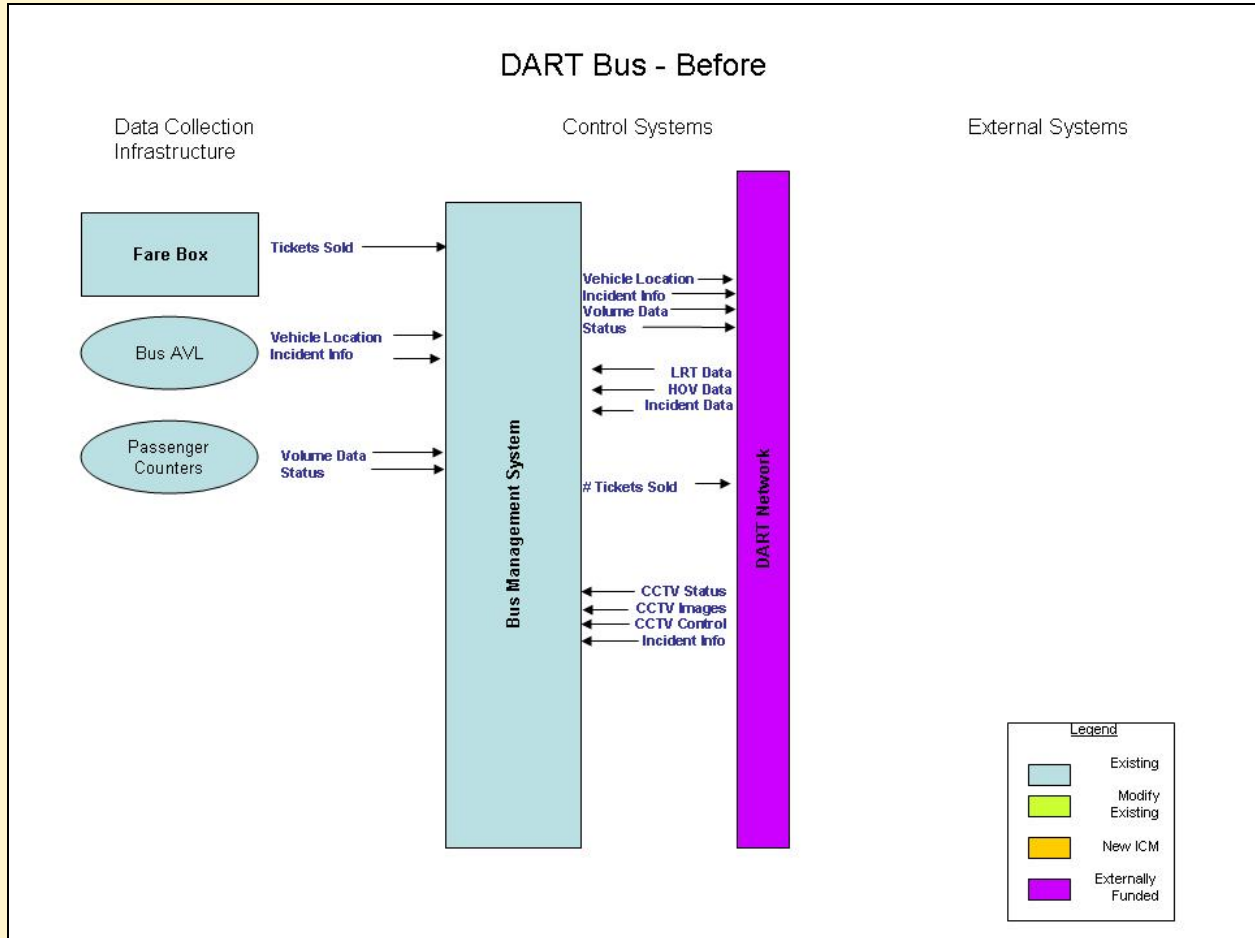 DART Bus - Before
Data Collection
Infrastructure
Control Systems
External Systems
Fare Box
Tickets Sold
Bus AVL
Vehicle Location
Incident Info
Passenger
Counters
Volume Data
Status
Bus Management System
Vehicle Location
Incident Info
Volume Data
Status
LRT Data
HOV Data
Incident Data
# Tickets Sold
CCTV Status
CCTV Images
CCTV Control
Incident Info
DART Network
Legend
Existing
Modify
Existing
New ICM
Externally
Funded